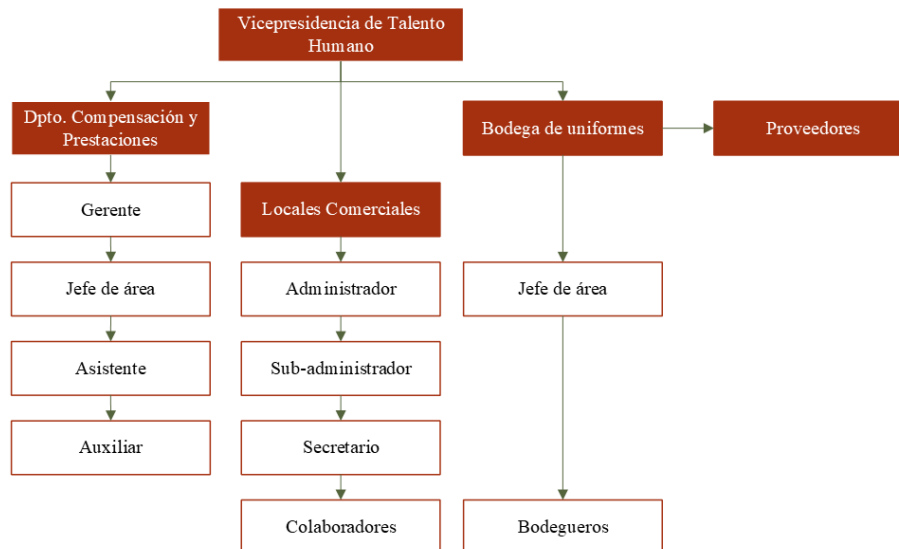 Vicepresidencia de Talento
Humano
Dpto. Compensación y
Prestaciones
Bodega de uniformes
Proveedores
Gerente
Locales Comerciales
Jefe de área
Administrador
Jefe de área
Asistente
Sub-administrador
Auxiliar
Secretario
Colaboradores
Bodegueros